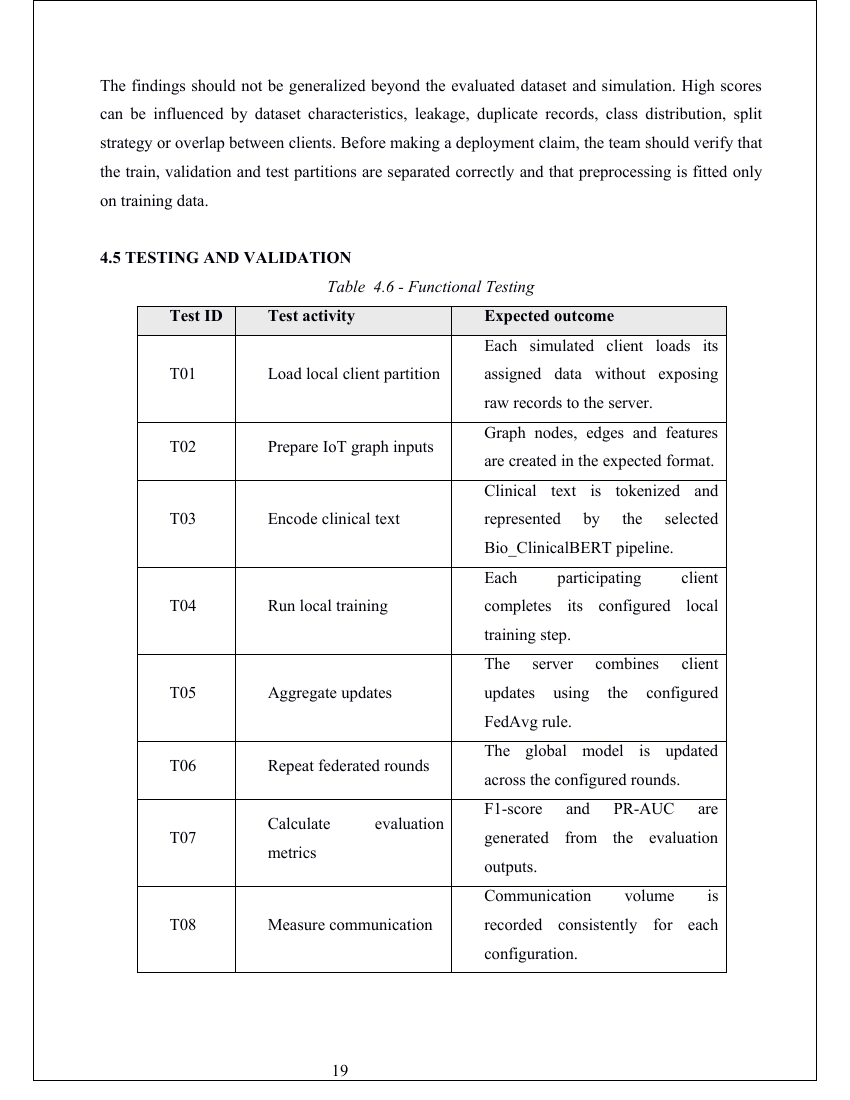 The findings should not be generalized beyond the evaluated dataset and simulation. High scores
can be influenced by dataset characteristics, leakage, duplicate records, class distribution, split
strategy or overlap between clients. Before making a deployment claim, the team should verify that
the train, validation and test partitions are separated correctly and that preprocessing is fitted only
on training data.
4.5 TESTING AND VALIDATION
Table 4.6 - Functional Testing
Test ID Test activity Expected outcome
T01 Load local client partition
Each simulated client loads its
assigned data without exposing
raw records to the server.
T02 Prepare IoT graph inputs
Graph nodes, edges and features
are created in the expected format.
T03 Encode clinical text
Clinical text is tokenized and
represented by the selected
Bio_ClinicalBERT pipeline.
T04 Run local training
Each participating client
completes its configured local
training step.
T05 Aggregate updates
The server combines client
updates using the configured
FedAvg rule.
T06 Repeat federated rounds
The global model is updated
across the configured rounds.
T07
Calculate evaluation
metrics
F1-score and PR-AUC are
generated from the evaluation
outputs.
T08 Measure communication
Communication volume is
recorded consistently for each
configuration.
19